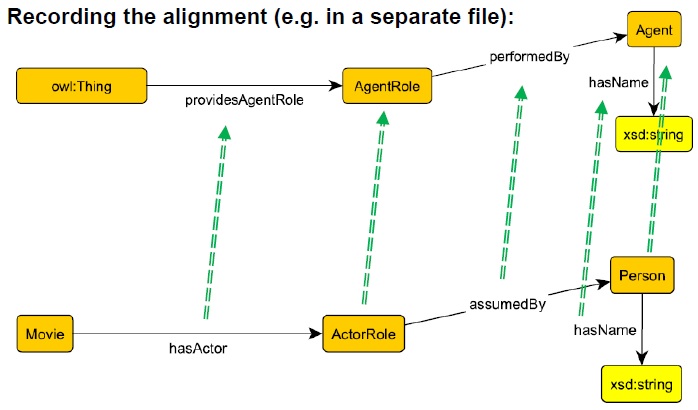 Recording the alignment (e.g. in a separate file):
Agent
performedBy
owl:Thing
AgentRole
hasName
providesAgentRole
xsd:string
Person
assumedBy
Movie
ActorRole
hasName
hasActor
xsd:string